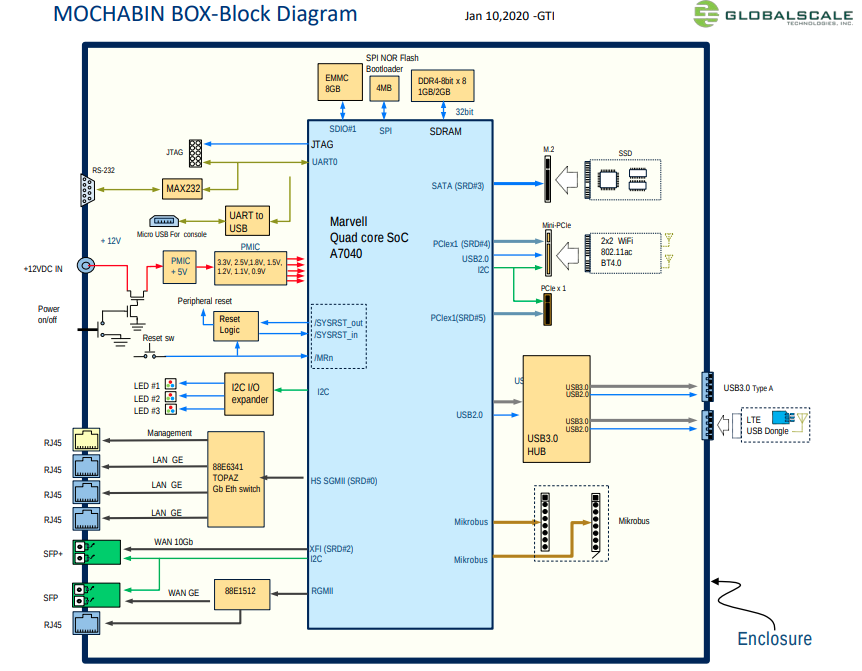 MOCHABIN BOX-Block Diagram
Jan 10,2020 -GTI
GLOBALSCALE
TECHNOLOGIES, INC.
SPI NOR Flash
Bootloader
EMMC
8GB
4MB
DDR4-8bit x 8
1GB/2GB
32bit
SDIO#1
SPI
SDRAM
JTAG
JTAG
UART0
RS-232
MAX232
UART to
USB
Micro USB For console
+ 12V
PMIC
+12VDC IN
PMIC
+ 5V
3.3V, 2.5V,1.8V, 1.5V,
1.2V, 1.1V, 0.9V
Power
on/off
Peripheral reset
Reset
Logic
/SYSRST_out
/SYSRST_in
Reset sw
/MRn
LED #1
LED #2
LED #3
I2C I/O
expander
I2C
Marvell
Quad core SoC
A7040
M.2
SSD
SATA (SRD#3)
Mini-PCIe
PCIex1 (SRD#4)
USB2.0
I2C
2x2 WiFi
802.11ac
BT4.0
PCIe x 1
PCIex1(SRD#5)
US
USB3.0
USB2.0
USB3.0
USB2.0
USB2.0
USB3.0
HUB
USB3.0 Type A
LTE
USB Dongle
Management
RJ45
LAN GE
RJ45
LAN GE
RJ45
LAN GE
RJ45
88E6341
TOPAZ
Gb Eth switch
HS SGMII (SRD#0)
Mikrobus
Mikrobus
Mikrobus
WAN 10Gb
SFP+
XFI (SRD#2)
I2C
SFP
WAN GE
88E1512
RGMII
RJ45
Enclosure